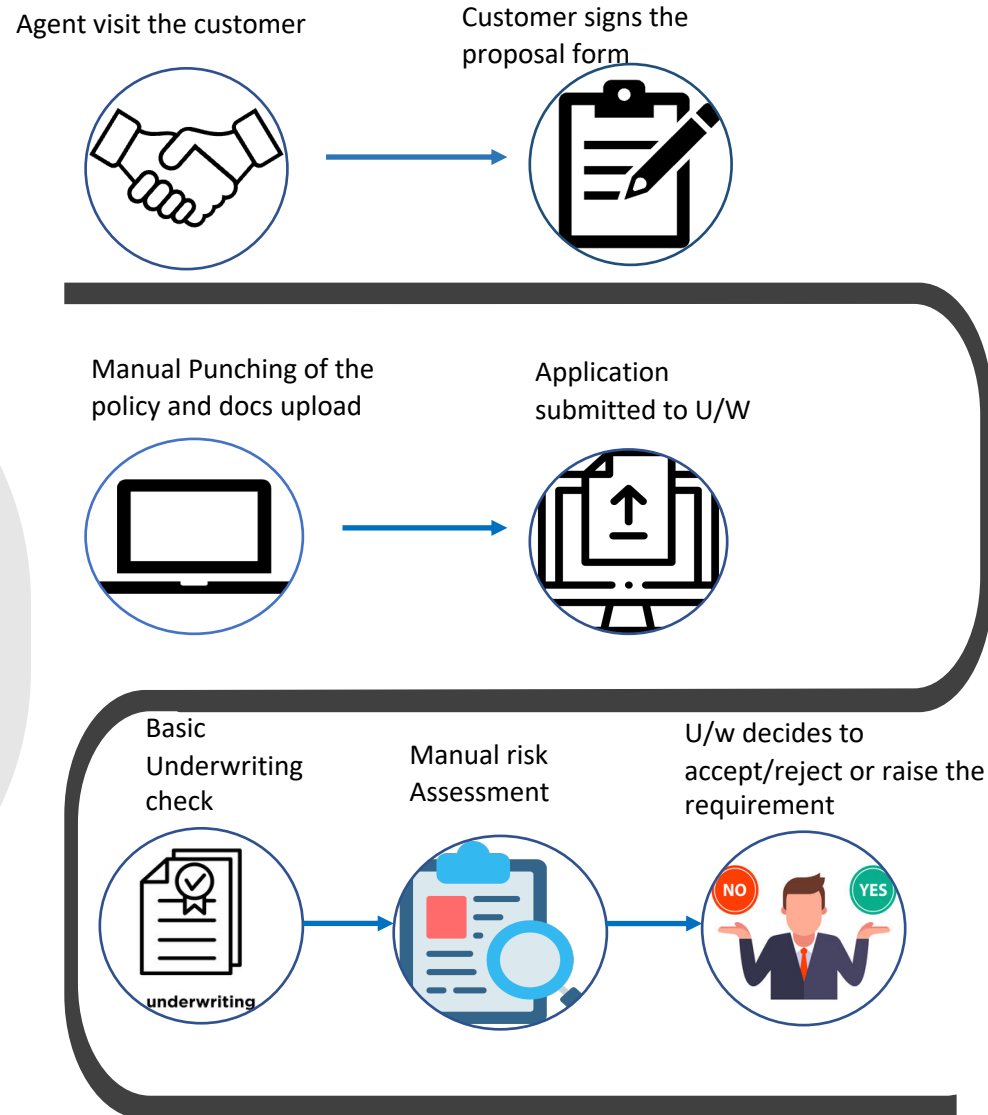 Agent visit the customer
Customer signs the
proposal form
Manual Punching of the
policy and docs upload
Application
submitted to U/W
Basic
Underwriting
check
underwriting
Manual risk
Assessment
U/w decides to
accept/reject or raise the
requirement
NO
YES